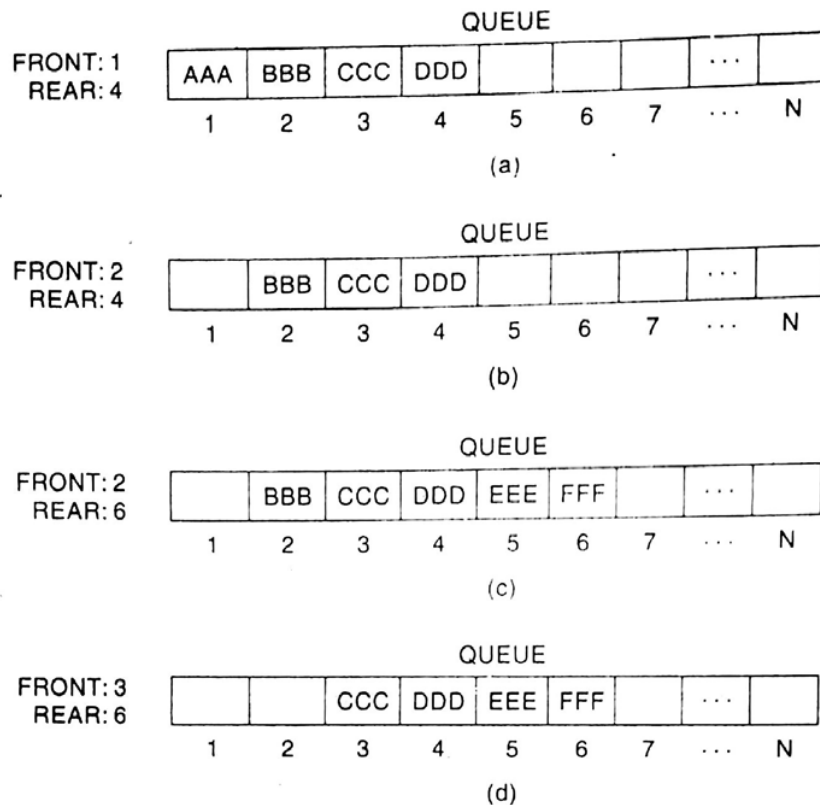 QUEUE
FRONT: 1
REAR: 4
AAA BBB CCC DDD ...
1 2 3 4 5 6 7 ... N
(a)
QUEUE
FRONT: 2
REAR: 4
BBB CCC DDD ...
1 2 3 4 5 6 7 ... N
(b)
QUEUE
FRONT: 2
REAR: 6
BBB CCC DDD EEE FFF ...
1 2 3 4 5 6 7 ... N
(c)
QUEUE
FRONT: 3
REAR: 6
CCC DDD EEE FFF ...
1 2 3 4 5 6 7 ... N
(d)